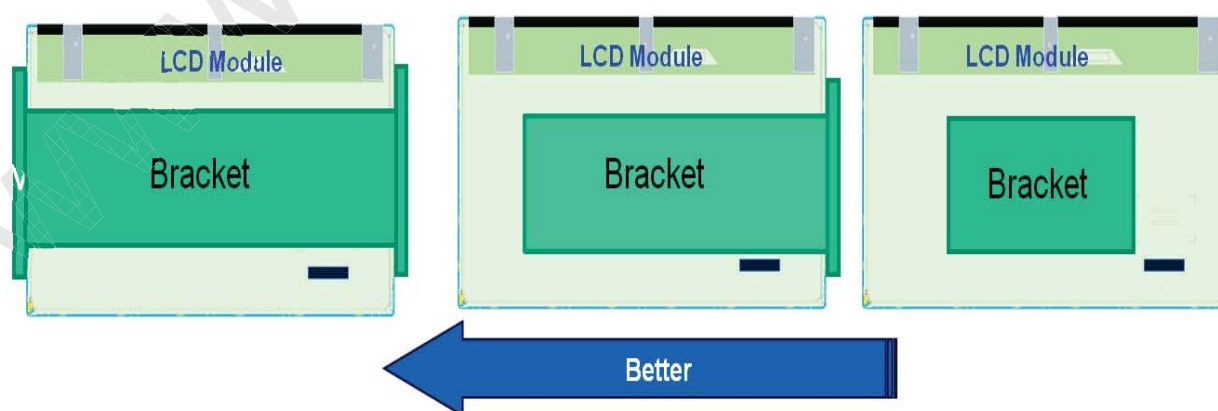 LCD Module
LCD Module
LCD Module
Bracket
Bracket
Bracket
Better